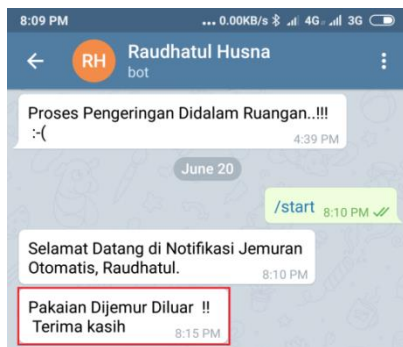 8:09 PM ... 0.00KB/s 4G 3G
RH Raudhatul Husna
bot
Proses Pengeringan Didalam Ruangan..!!!
:-(
4:39 PM
June 20
/start 8:10 PM
Selamat Datang di Notifikasi Jemuran
Otomatis, Raudhatul.
8:10 PM
Pakaian Dijemur Diluar !!
Terima kasih
8:15 PM